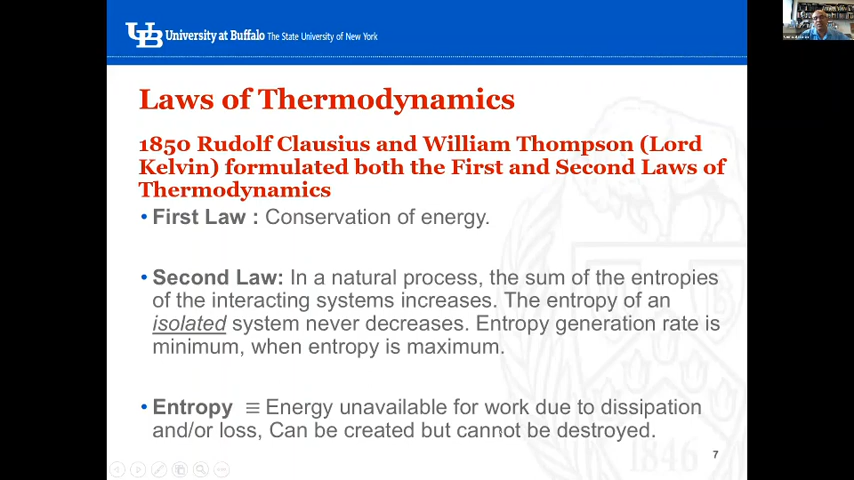 UB University at Buffalo The State University of New York
Laws of Thermodynamics
1850 Rudolf Clausius and William Thompson (Lord
Kelvin) formulated both the First and Second Laws of
Thermodynamics
• First Law : Conservation of energy.
• Second Law: In a natural process, the sum of the entropies
of the interacting systems increases. The entropy of an
isolated system never decreases. Entropy generation rate is
minimum, when entropy is maximum.
• Entropy ≡ Energy unavailable for work due to dissipation
and/or loss, Can be created but cannot be destroyed.
1846
7